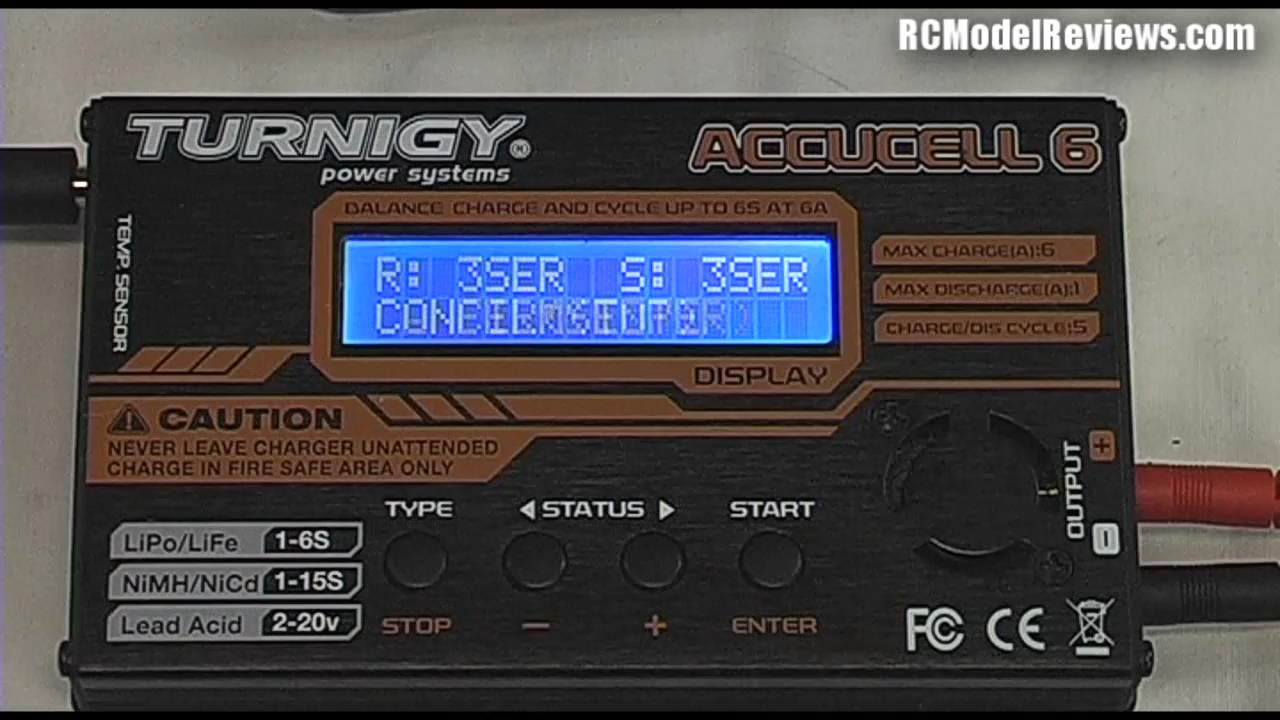 RCModelReviews.com
TURNIGY®
power systems
ACCUCELL 6
BALANCE CHARGE AND CYCLE UP TO 6S AT 6A
TEMP. SENSOR
R: 3SER S: 3SER
MAX CHARGE(A):6
MAX DISCHARGE(A):1
CHARGE/DIS CYCLE:5
DISPLAY
CAUTION
NEVER LEAVE CHARGER UNATTENDED
CHARGE IN FIRE SAFE AREA ONLY
OUTPUT
+
-
TYPE
◀ STATUS ▶
START
LiPo/LiFe 1-6S
NiMH/NiCd 1-15S
Lead Acid 2-20v
STOP
−
+
ENTER
FC CE